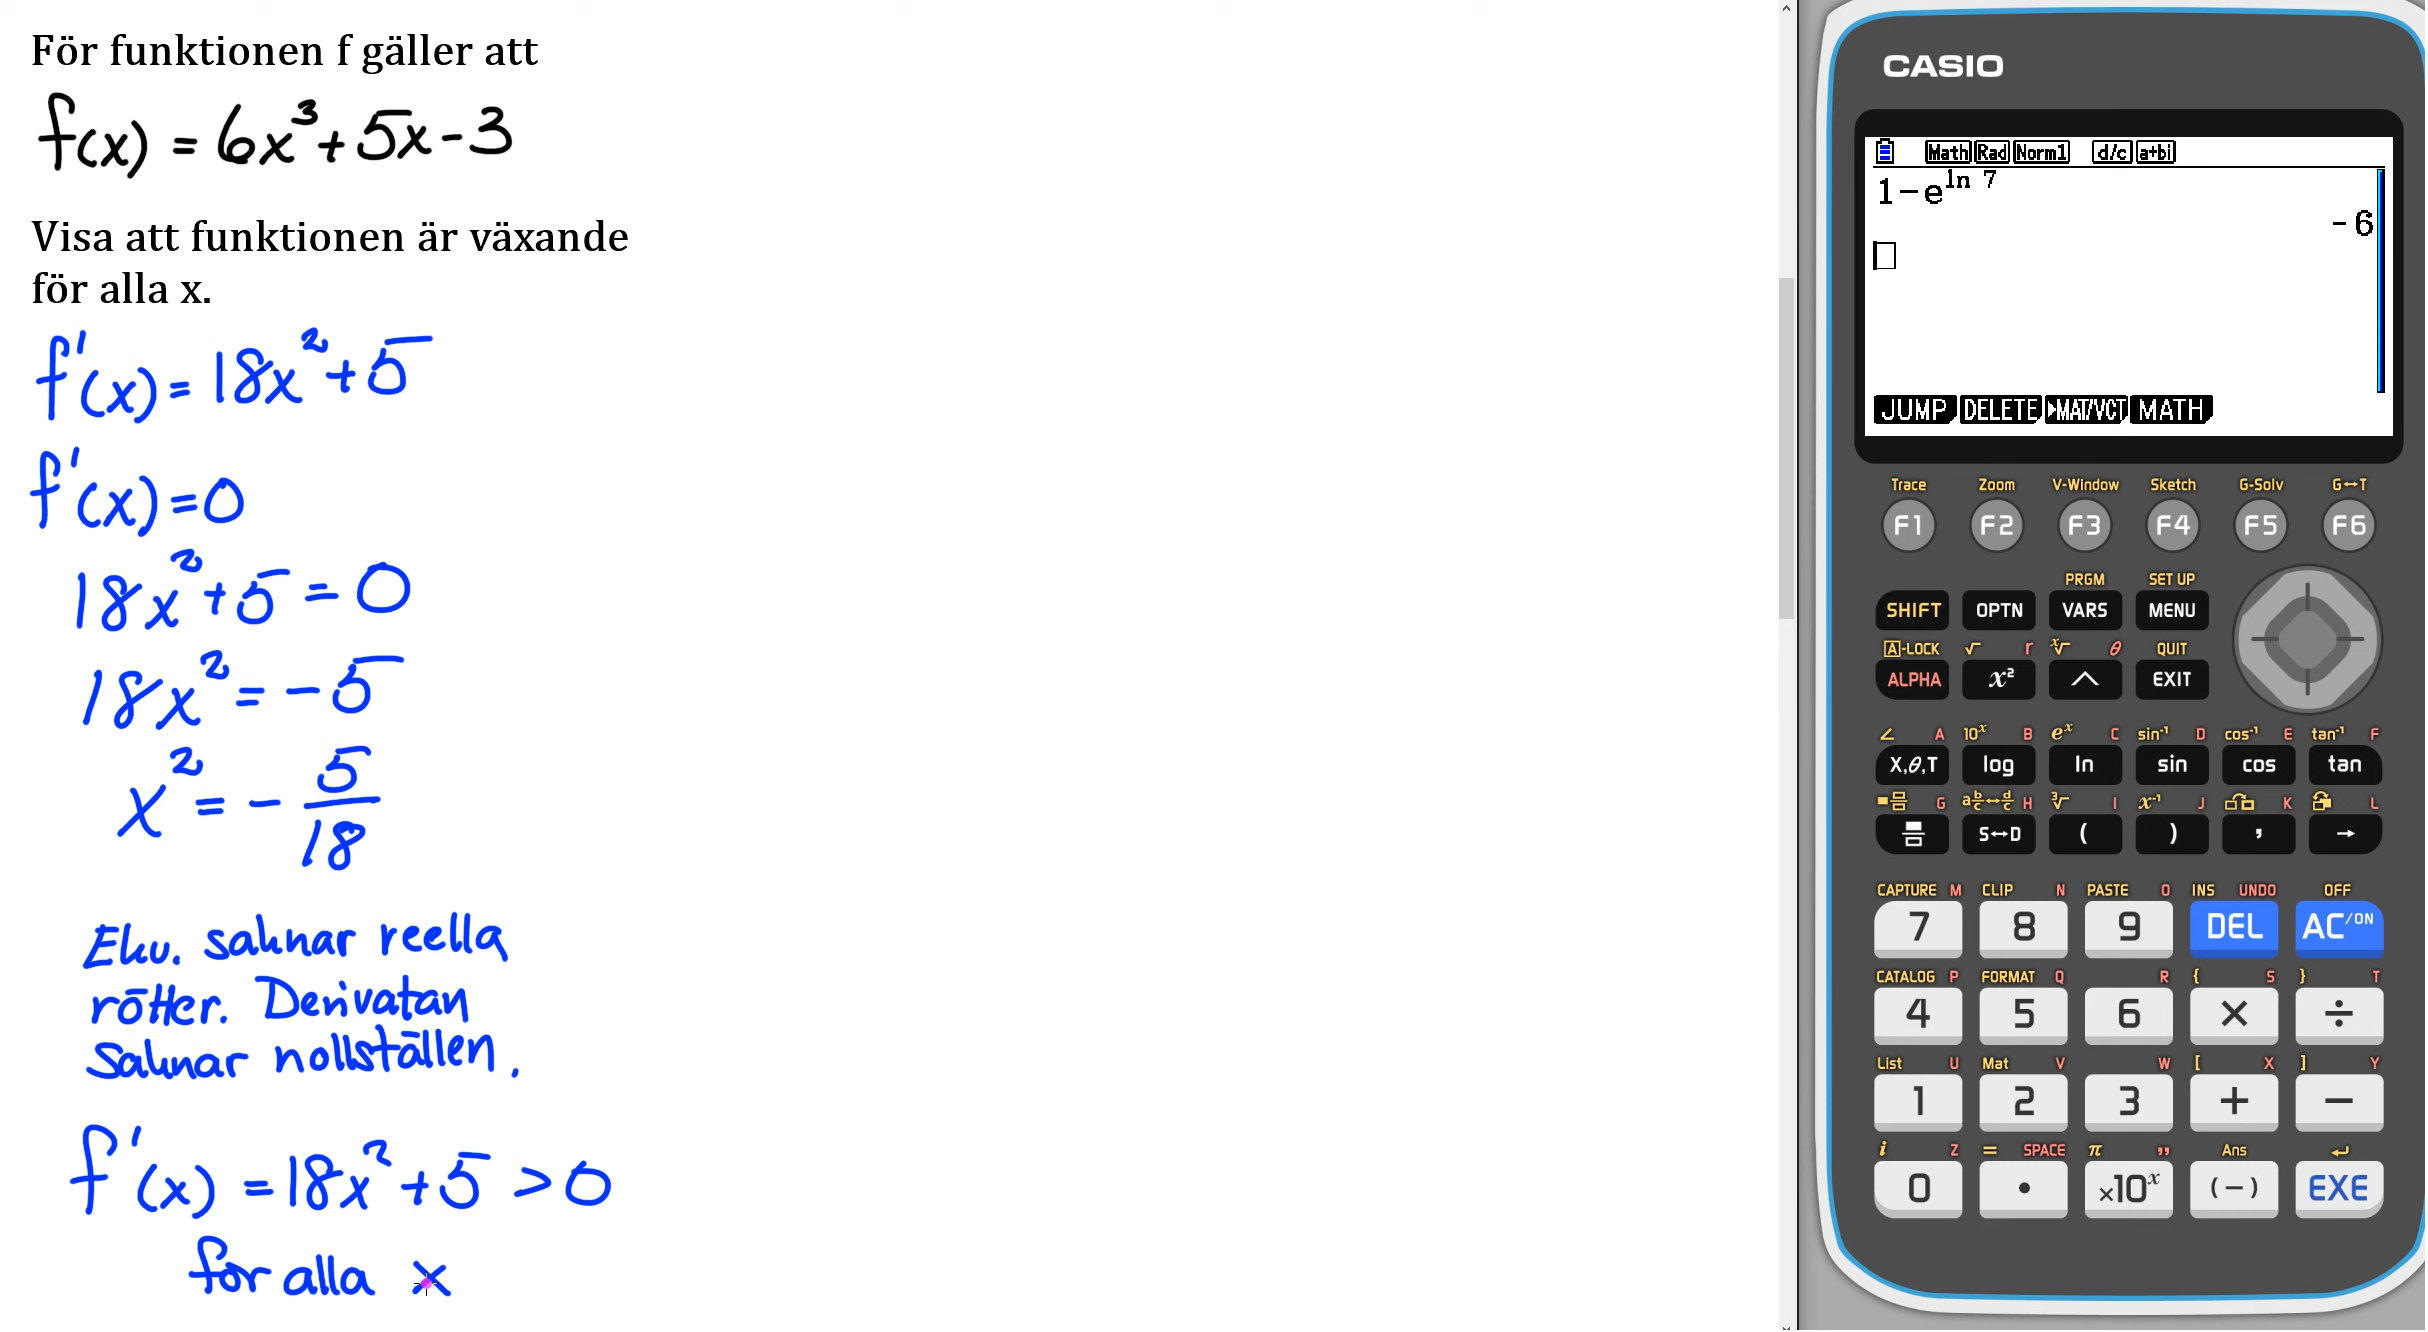 För funktionen f gäller att
f(x) = 6x³+5x-3
Visa att funktionen är växande
för alla x.
f'(x)= 18x²+5
f'(x)=0
18x²+5=0
18x²=-5
x²=-5/18
Ekv. saknar reella
rötter. Derivatan
saknar nollställen.
f'(x) =18x²+5 >0
för alla x
CASIO
Math Rad Norm1 d/c a+bi
1-e^ln 7
-6
JUMP DELETE ▶MAT/VCT MATH
Trace Zoom V-Window Sketch G-Solv G↔T
F1 F2 F3 F4 F5 F6
PRGM SET UP
SHIFT OPTN VARS MENU
A-LOCK √ r ˣ√ θ QUIT
ALPHA x² ^ EXIT
∠ A 10ˣ B eˣ C sin⁻¹ D cos⁻¹ E tan⁻¹ F
X,θ,T log ln sin cos tan
G a b/c↔d/c H ³√ I x⁻¹ J K L
S↔D ( ) , →
CAPTURE M CLIP N PASTE O INS UNDO OFF
7 8 9 DEL AC/ON
CATALOG P FORMAT Q R { S } T
4 5 6 × ÷
List U Mat V W [ X ] Y
1 2 3 + −
i Z = SPACE π " Ans ↵
0 • ×10ˣ (−) EXE